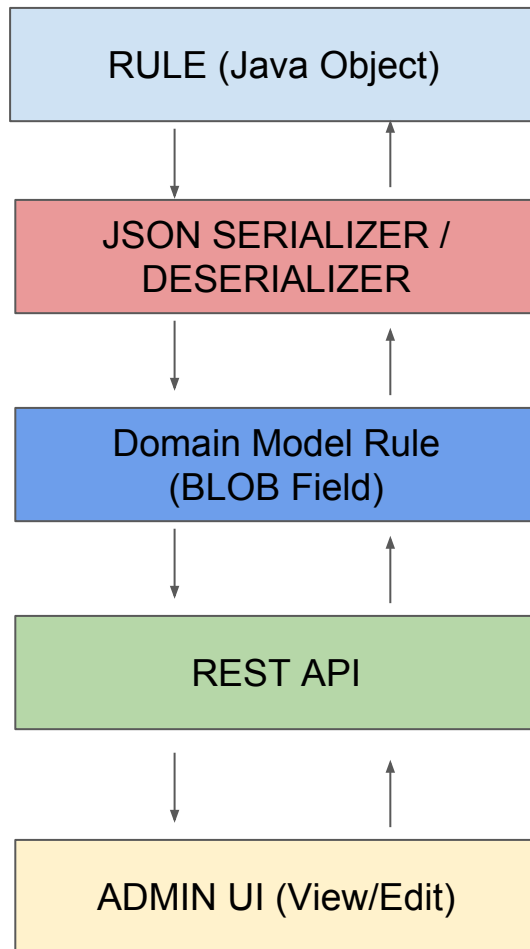 RULE (Java Object)
JSON SERIALIZER /
DESERIALIZER
Domain Model Rule
(BLOB Field)
REST API
ADMIN UI (View/Edit)